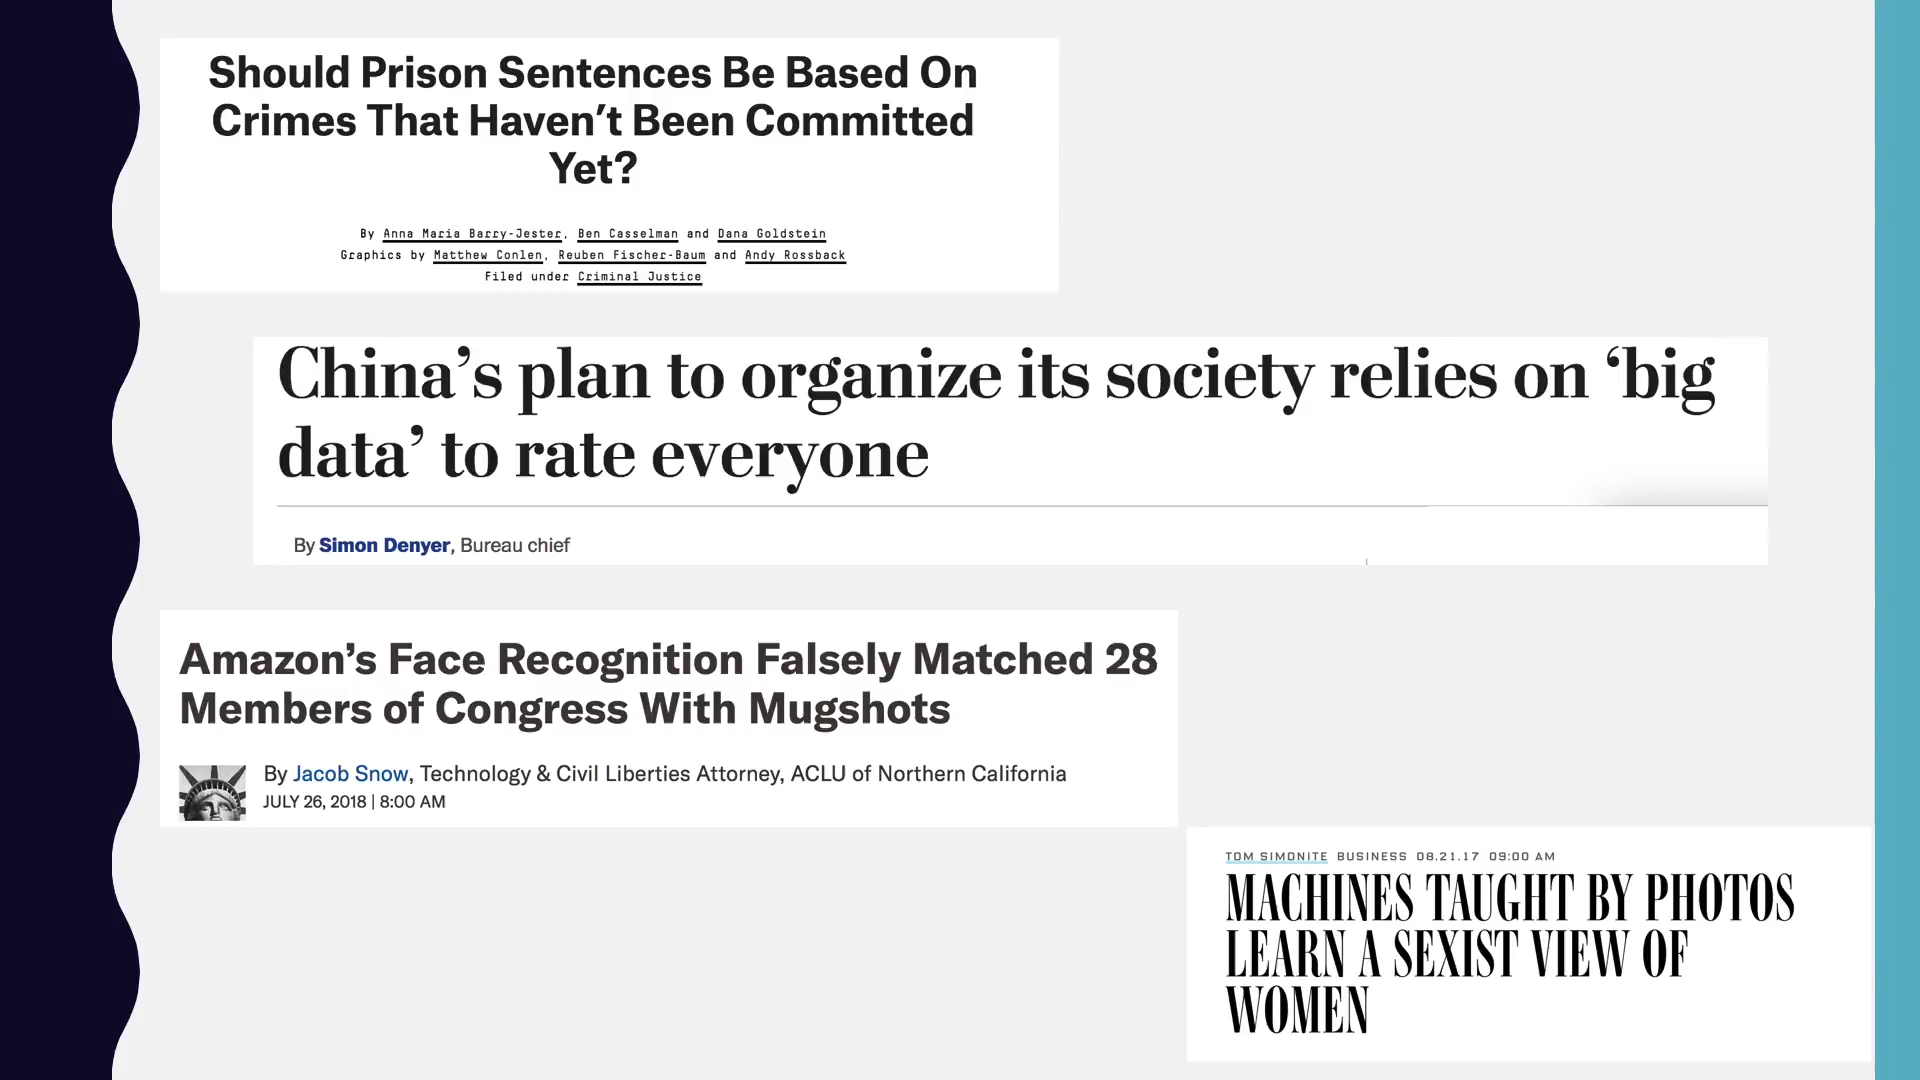 Should Prison Sentences Be Based On
Crimes That Haven’t Been Committed
Yet?
By Anna Maria Barry-Jester, Ben Casselman and Dana Goldstein
Graphics by Matthew Conlen, Reuben Fischer-Baum and Andy Rossback
Filed under Criminal Justice
China’s plan to organize its society relies on ‘big
data’ to rate everyone
By Simon Denyer, Bureau chief
Amazon’s Face Recognition Falsely Matched 28
Members of Congress With Mugshots
By Jacob Snow, Technology & Civil Liberties Attorney, ACLU of Northern California
JULY 26, 2018 | 8:00 AM
TOM SIMONITE BUSINESS 08.21.17 09:00 AM
MACHINES TAUGHT BY PHOTOS
LEARN A SEXIST VIEW OF
WOMEN